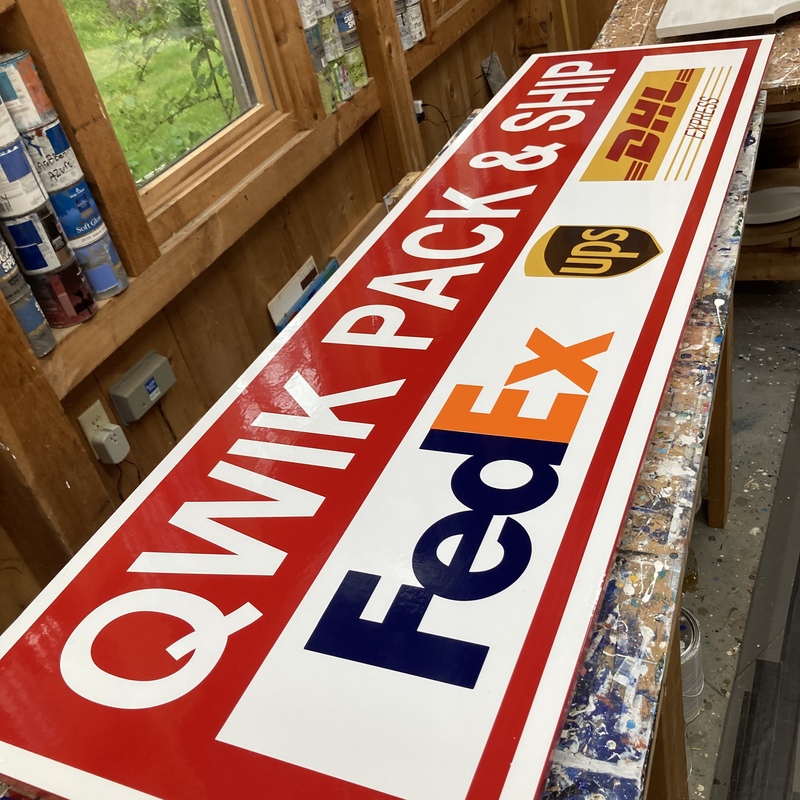 QWIK PACK & SHIP
FedEx
ups
DHL
EXPRESS